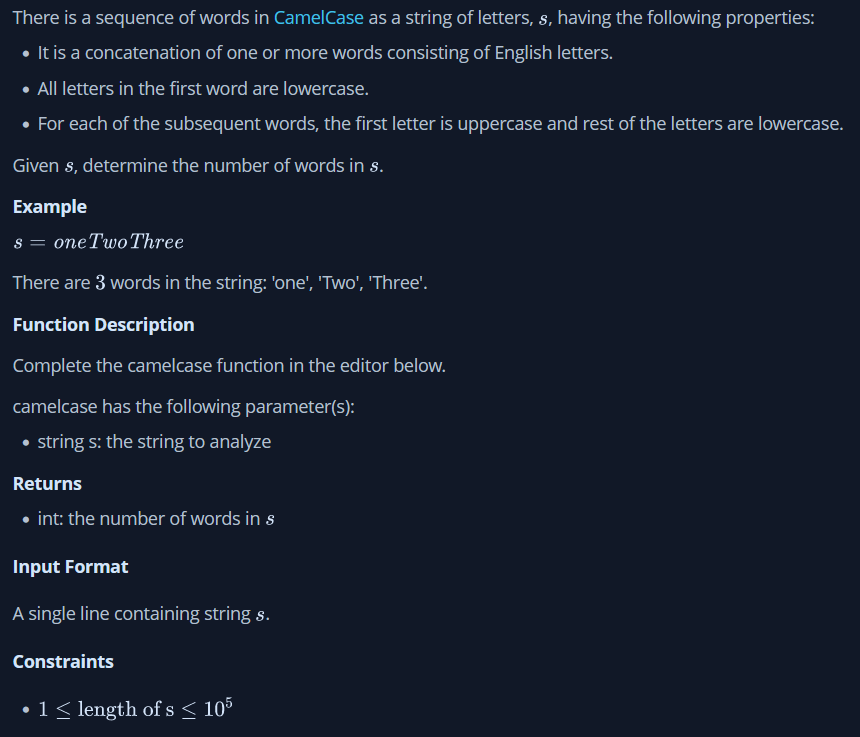 There is a sequence of words in CamelCase as a string of letters, s, having the following properties:
• It is a concatenation of one or more words consisting of English letters.
• All letters in the first word are lowercase.
• For each of the subsequent words, the first letter is uppercase and rest of the letters are lowercase.
Given s, determine the number of words in s.
Example
s = oneTwoThree
There are 3 words in the string: 'one', 'Two', 'Three'.
Function Description
Complete the camelcase function in the editor below.
camelcase has the following parameter(s):
• string s: the string to analyze
Returns
• int: the number of words in s
Input Format
A single line containing string s.
Constraints
• 1 ≤ length of s ≤ 10⁵